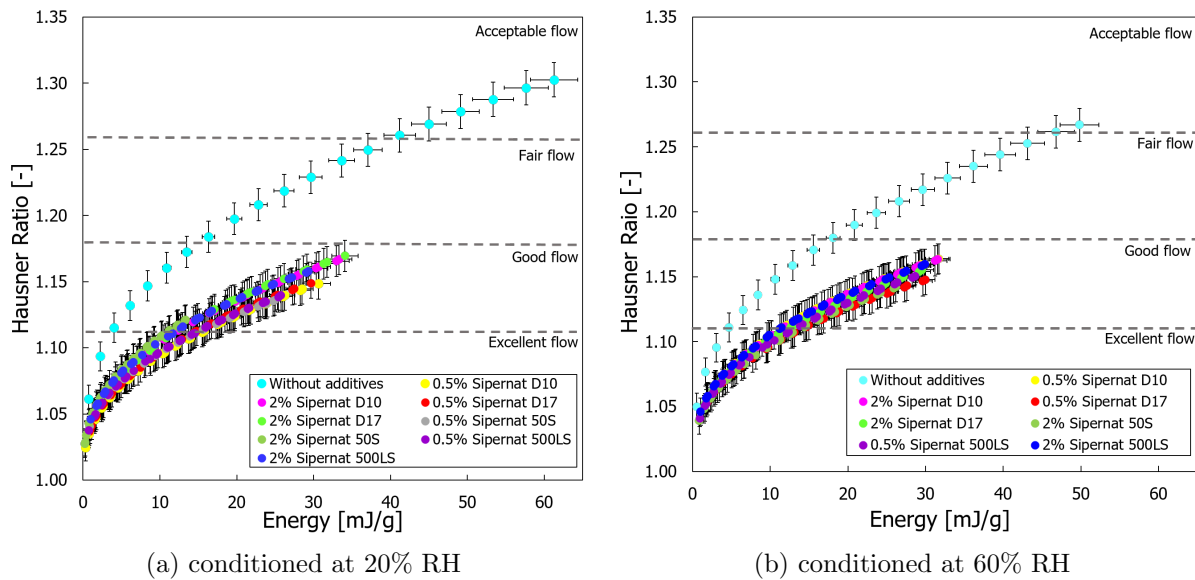 1.35
1.30
1.25
1.20
1.15
1.10
1.05
1.00
Hausner Ratio [-]
Acceptable flow
Fair flow
Good flow
Excellent flow
Without additives
0.5% Sipernat D10
2% Sipernat D10
0.5% Sipernat D17
2% Sipernat D17
0.5% Sipernat 50S
2% Sipernat 50S
0.5% Sipernat 500LS
2% Sipernat 500LS
0 10 20 30 40 50 60
Energy [mJ/g]
(a) conditioned at 20% RH
1.35
1.30
1.25
1.20
1.15
1.10
1.05
1.00
Hausner Raio [-]
Acceptable flow
Fair flow
Good flow
Excellent flow
Without additives
0.5% Sipernat D10
2% Sipernat D10
0.5% Sipernat D17
2% Sipernat D17
2% Sipernat 50S
0.5% Sipernat 500LS
2% Sipernat 500LS
0 10 20 30 40 50 60
Energy [mJ/g]
(b) conditioned at 60% RH